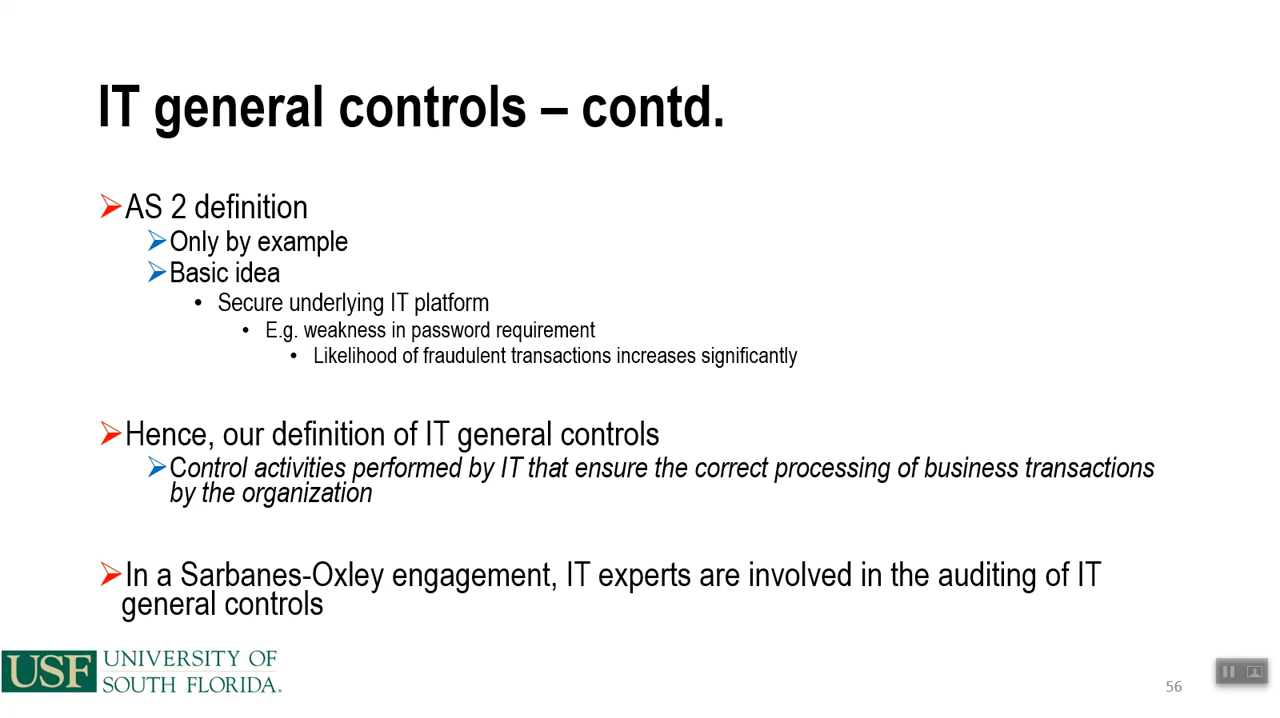 IT general controls – contd.
AS 2 definition
Only by example
Basic idea
• Secure underlying IT platform
• E.g. weakness in password requirement
• Likelihood of fraudulent transactions increases significantly
Hence, our definition of IT general controls
Control activities performed by IT that ensure the correct processing of business transactions
by the organization
In a Sarbanes-Oxley engagement, IT experts are involved in the auditing of IT
general controls
USF
UNIVERSITY OF
SOUTH FLORIDA.
56